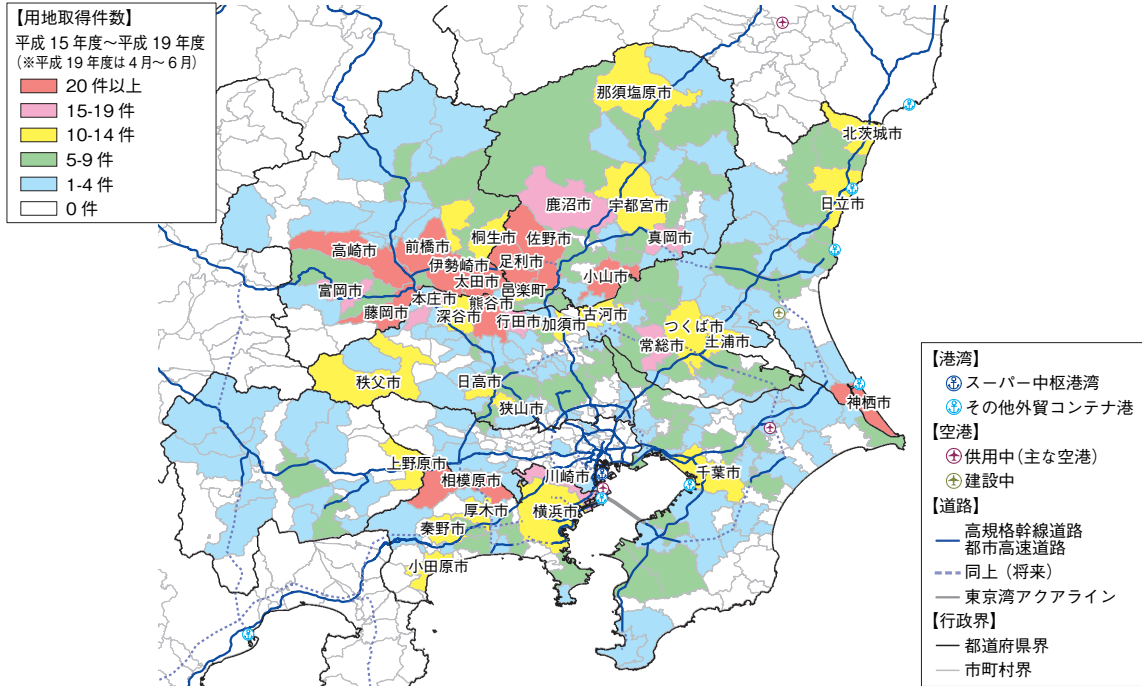 【用地取得件数】
平成 15 年度～平成 19 年度
（※平成 19 年度は 4 月～ 6 月）
20 件以上
15-19 件
10-14 件
5-9 件
1-4 件
0 件
那須塩原市
北茨城市
日立市
鹿沼市
宇都宮市
桐生市
佐野市
真岡市
高崎市
前橋市
伊勢崎市
足利市
太田市
小山市
富岡市
本庄市
熊谷市
邑楽町
藤岡市
深谷市
行田市
加須市
古河市
つくば市
土浦市
常総市
秩父市
日高市
狭山市
神栖市
上野原市
相模原市
川崎市
千葉市
厚木市
横浜市
秦野市
小田原市
【港湾】
スーパー中枢港湾
その他外貿コンテナ港
【空港】
供用中（主な空港）
建設中
【道路】
高規格幹線道路
都市高速道路
同上（将来）
東京湾アクアライン
【行政界】
都道府県界
市町村界